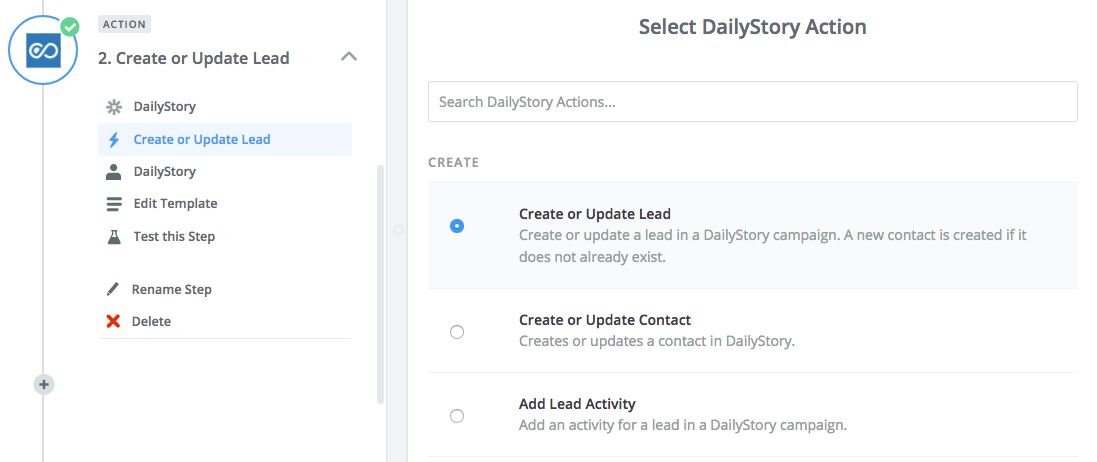 ACTION
2. Create or Update Lead
DailyStory
Create or Update Lead
DailyStory
Edit Template
Test this Step
Rename Step
Delete
Select DailyStory Action
Search DailyStory Actions...
CREATE
Create or Update Lead
Create or update a lead in a DailyStory campaign. A new contact is created if it
does not already exist.
Create or Update Contact
Creates or updates a contact in DailyStory.
Add Lead Activity
Add an activity for a lead in a DailyStory campaign.